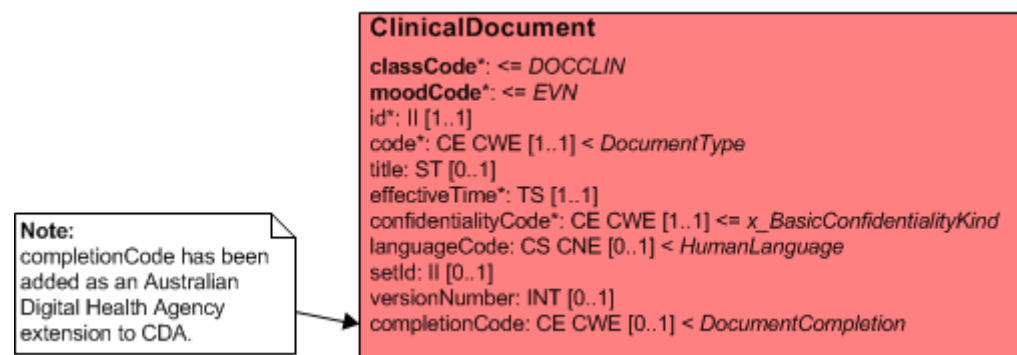 ClinicalDocument
classCode*: <= DOCCLIN
moodCode*: <= EVN
id*: II [1..1]
code*: CE CWE [1..1] < DocumentType
title: ST [0..1]
effectiveTime*: TS [1..1]
confidentialityCode*: CE CWE [1..1] <= x_BasicConfidentialityKind
languageCode: CS CNE [0..1] < HumanLanguage
setId: II [0..1]
versionNumber: INT [0..1]
completionCode: CE CWE [0..1] < DocumentCompletion
Note:
completionCode has been
added as an Australian
Digital Health Agency
extension to CDA.